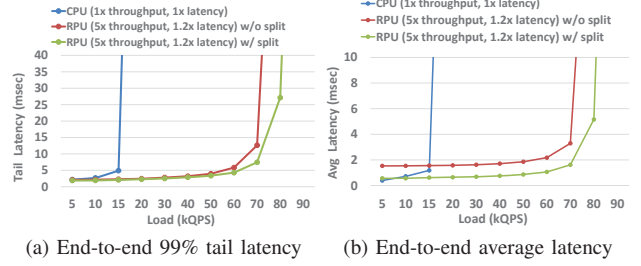 CPU (1x throughput, 1x latency)
RPU (5x throughput, 1.2x latency) w/o split
RPU (5x throughput, 1.2x latency) w/ split
40
35
30
25
20
15
10
5
0
Tail Latency (msec)
5 10 15 20 30 40 50 60 70 80 90
Load (kQPS)
(a) End-to-end 99% tail latency
CPU (1x throughput, 1x latency)
RPU (5x throughput, 1.2x latency) w/o split
RPU (5x throughput, 1.2x latency) w/ split
10
8
6
4
2
0
Avg Latency (msec)
5 10 15 20 30 40 50 60 70 80 90
Load (kQPS)
(b) End-to-end average latency